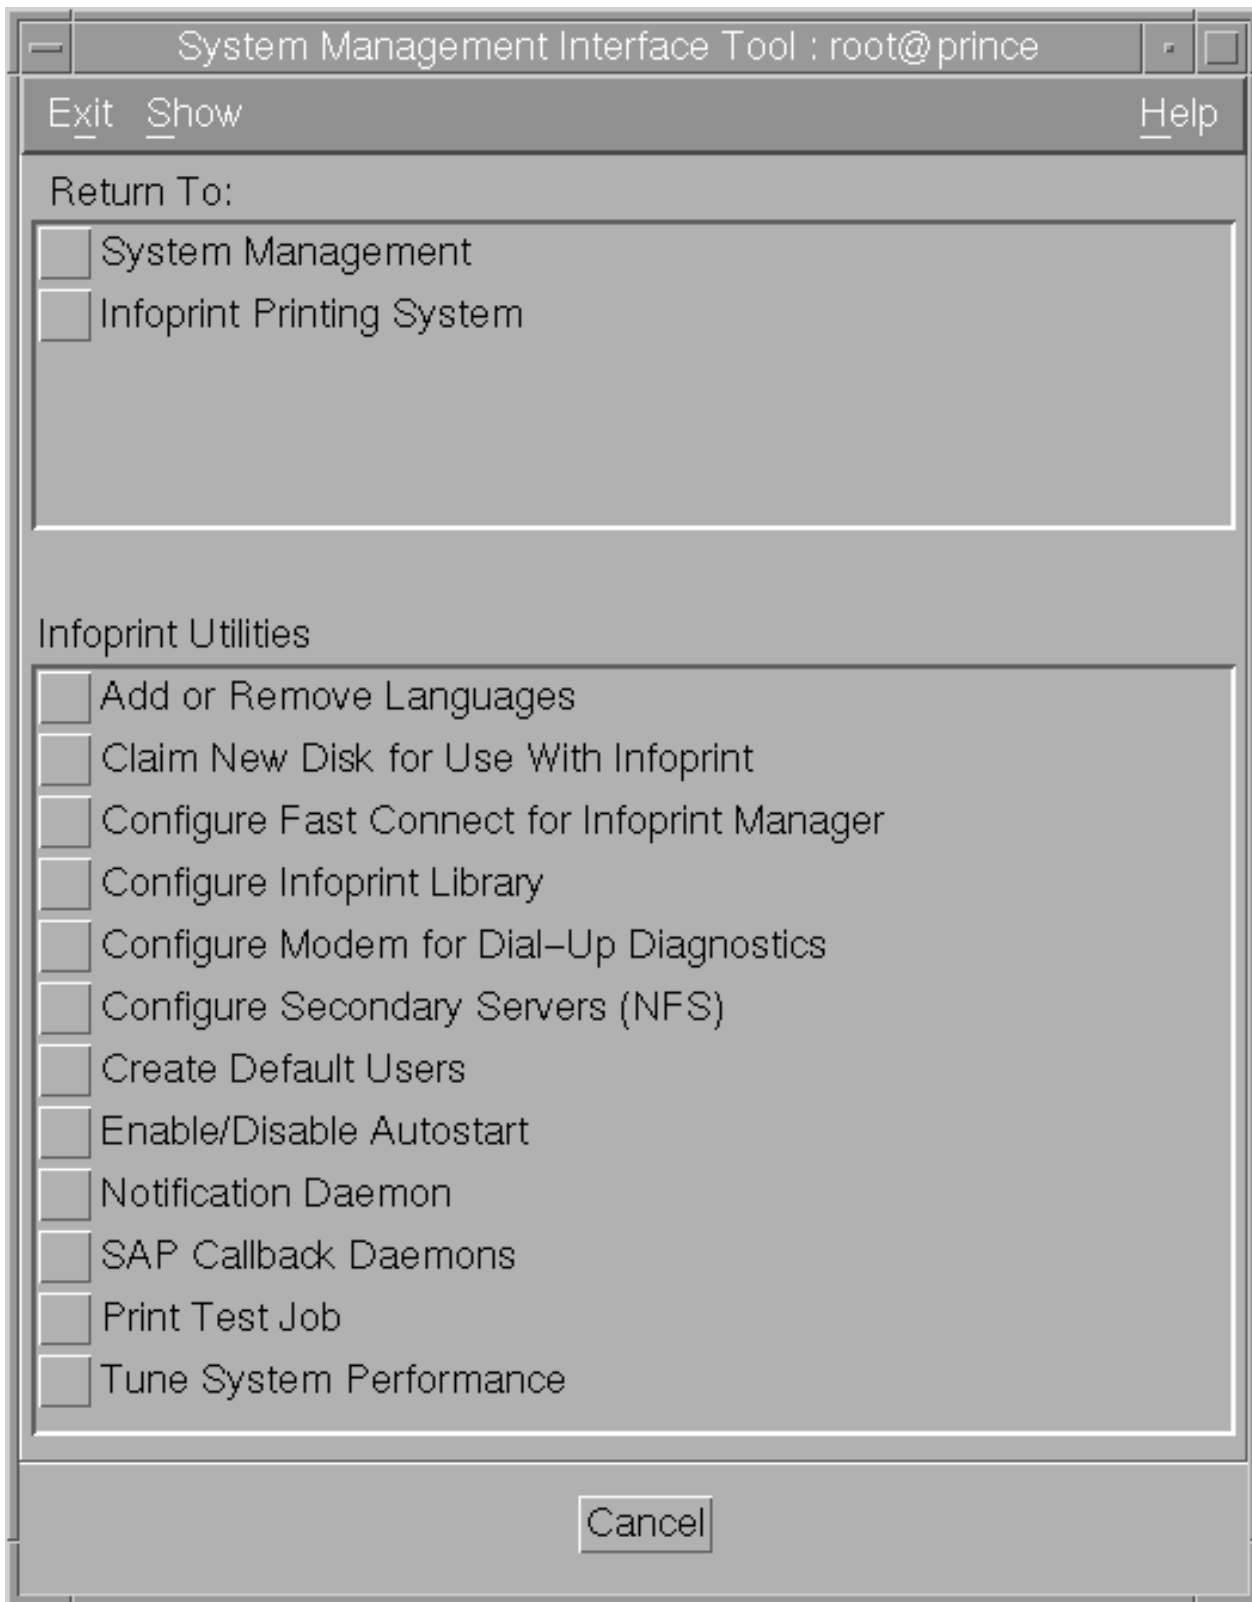 System Management Interface Tool : root@prince
Exit Show Help
Return To:
System Management
Infoprint Printing System
Infoprint Utilities
Add or Remove Languages
Claim New Disk for Use With Infoprint
Configure Fast Connect for Infoprint Manager
Configure Infoprint Library
Configure Modem for Dial-Up Diagnostics
Configure Secondary Servers (NFS)
Create Default Users
Enable/Disable Autostart
Notification Daemon
SAP Callback Daemons
Print Test Job
Tune System Performance
Cancel